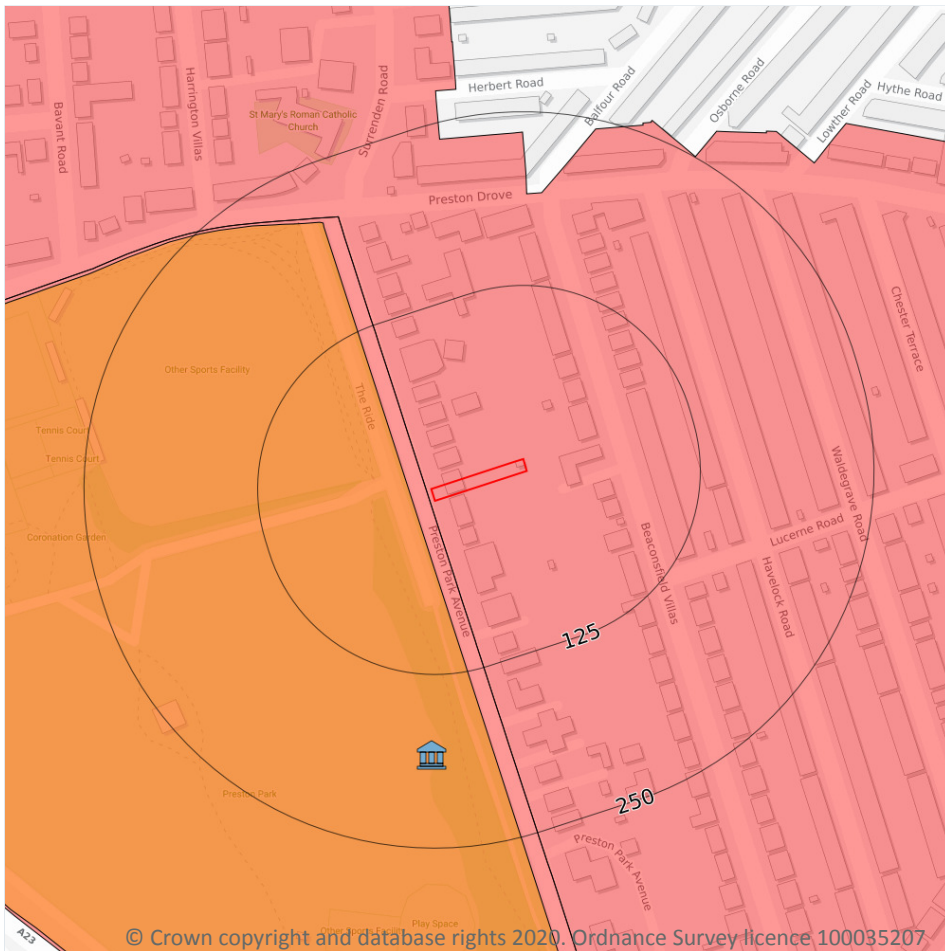 Herbert Road
Balfour Road
Osborne Road
Lowther Road
Hythe Road
Bavant Road
Harrington Villas
St Mary's Roman Catholic
Church
Surrenden Road
Preston Drove
Chester Terrace
Other Sports Facility
The Ride
Tennis Court
Tennis Court
Coronation Garden
Preston Park Avenue
Beaconsfield Villas
Lucerne Road
Waldegrave Road
Havelock Road
125
250
Preston Park
Preston Park Avenue
Play Space
Other Sports Facility
A23
© Crown copyright and database rights 2020. Ordnance Survey licence 100035207